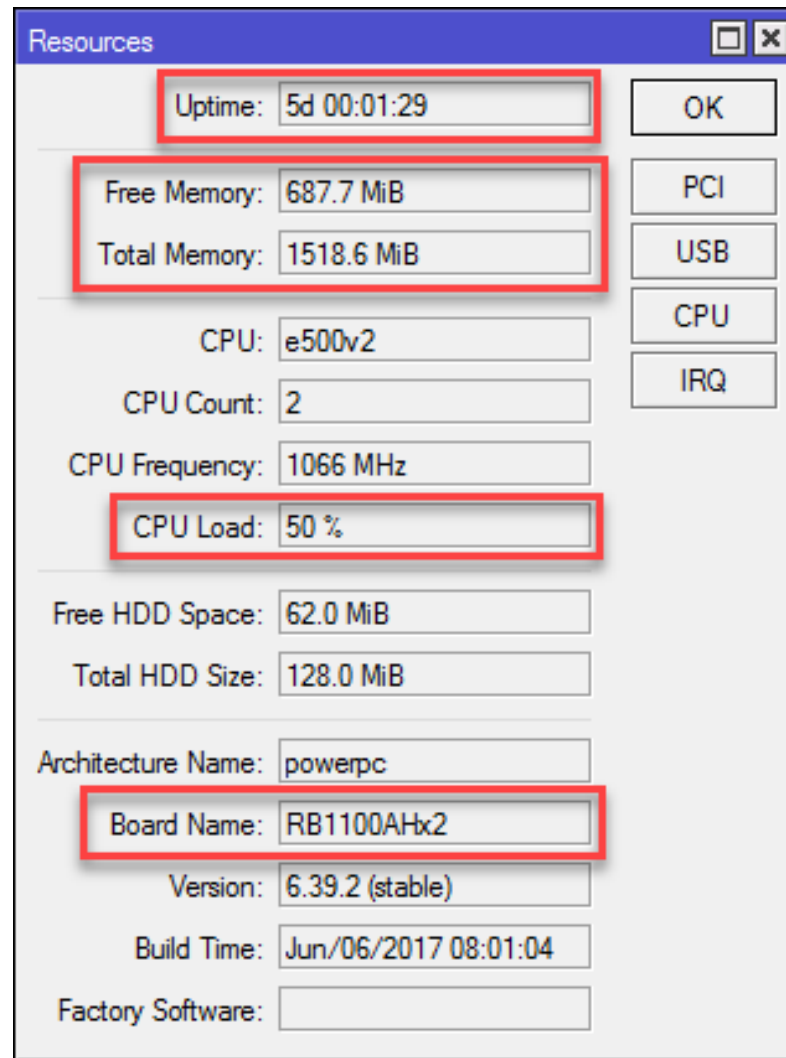 Resources
Uptime: 5d 00:01:29 OK
Free Memory: 687.7 MiB PCI
Total Memory: 1518.6 MiB USB
CPU: e500v2 CPU
CPU Count: 2 IRQ
CPU Frequency: 1066 MHz
CPU Load: 50 %
Free HDD Space: 62.0 MiB
Total HDD Size: 128.0 MiB
Architecture Name: powerpc
Board Name: RB1100AHx2
Version: 6.39.2 (stable)
Build Time: Jun/06/2017 08:01:04
Factory Software: